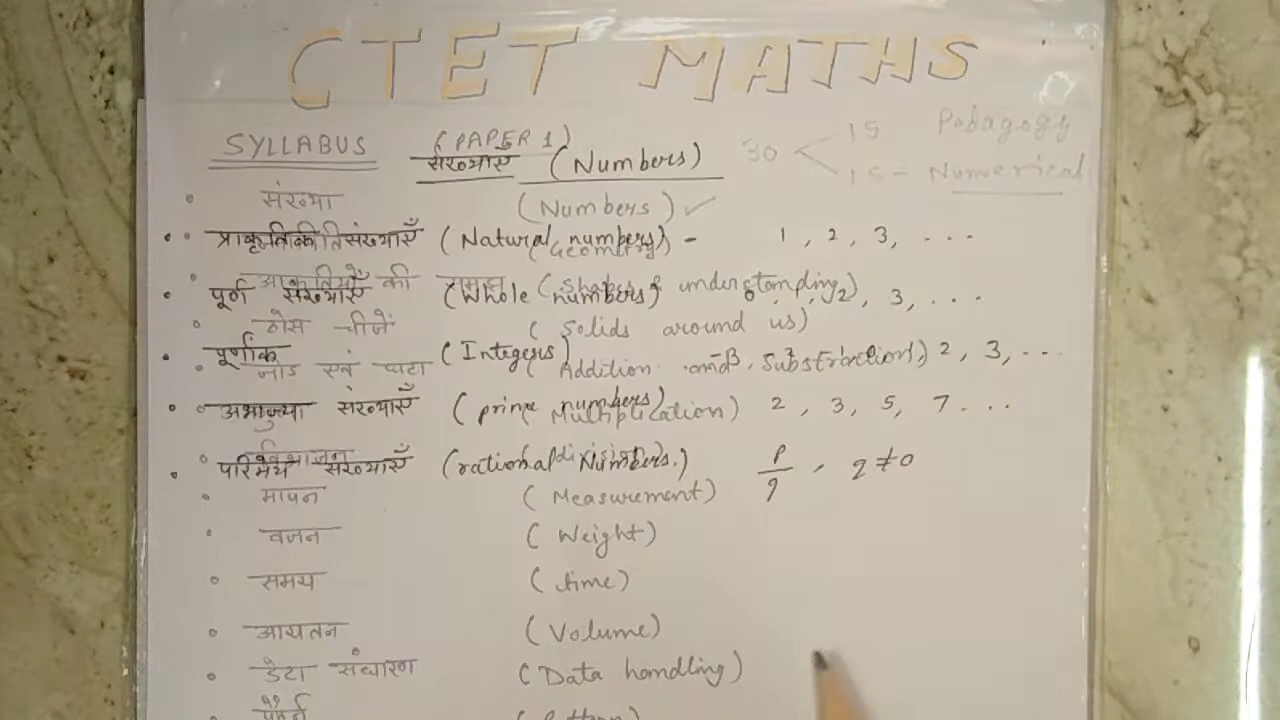 CTET MATHS
SYLLABUS (PAPER 1)
संख्याएँ (Numbers)
30 < 15 Padagogy
15 - Numerical
• संख्या (Numbers) ✓
• प्राकृतिक संख्याएँ (Natural numbers) - 1, 2, 3, ...
(Geometry)
• आकृतियों की समझ (Shapes & understanding)
• पूर्ण संख्याएँ (Whole numbers) 0, 1, 2, 3, ...
• ठोस चीजें (Solids around us)
• पूर्णांक (Integers) 2, 3, ...
• जोड़ एवं घटा (Addition and Substraction)
• अभाज्या संख्याएँ (prime numbers) 2, 3, 5, 7 ...
(Multiplication)
• परिमेय संख्याएँ (rational Numbers.) p/q, q ≠ 0
• मापन (Measurement)
• वजन (Weight)
• समय (time)
• आयतन (Volume)
• डेटा संधारण (Data handling)